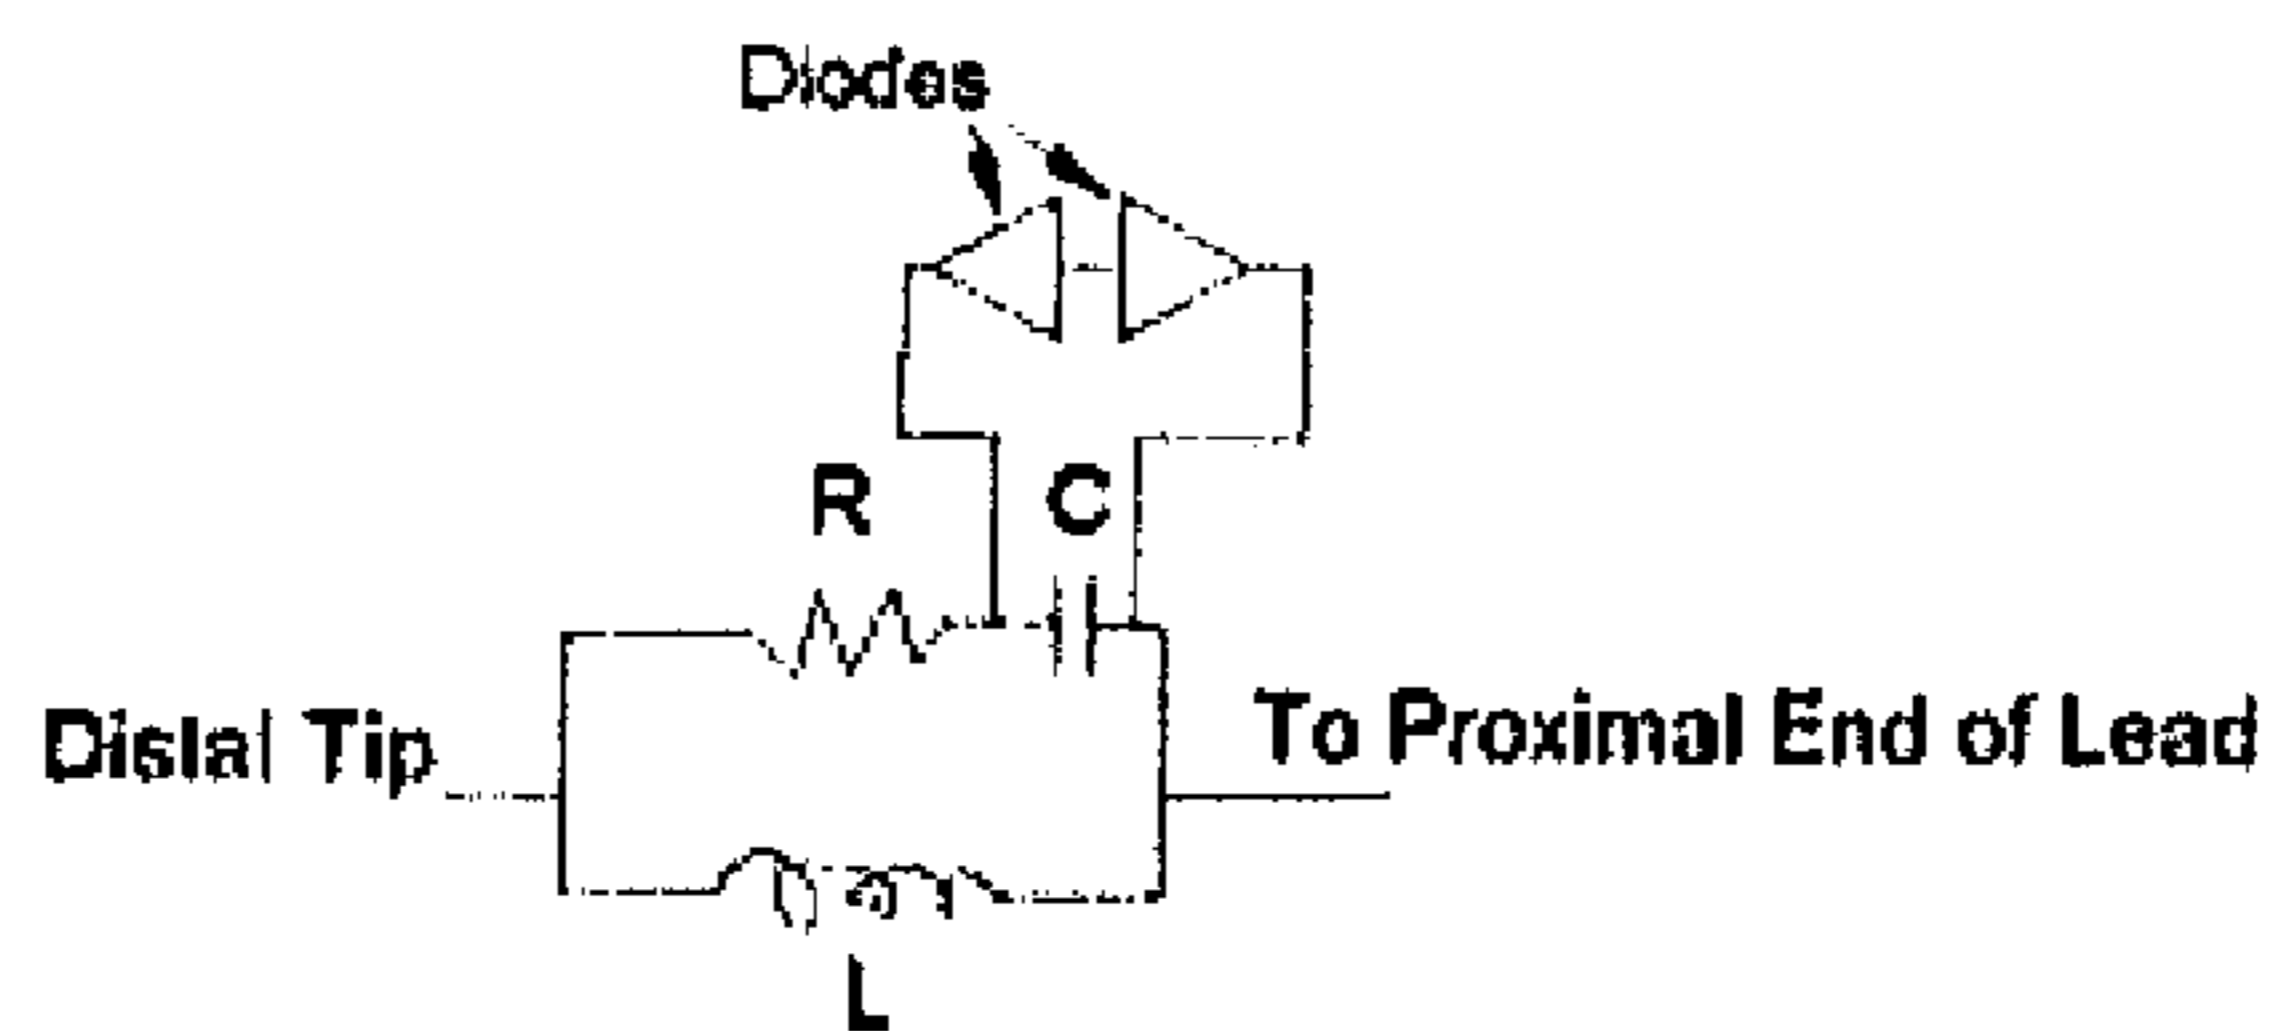 Diodes
R
C
Distal Tip
To Proximal End of Lead
L